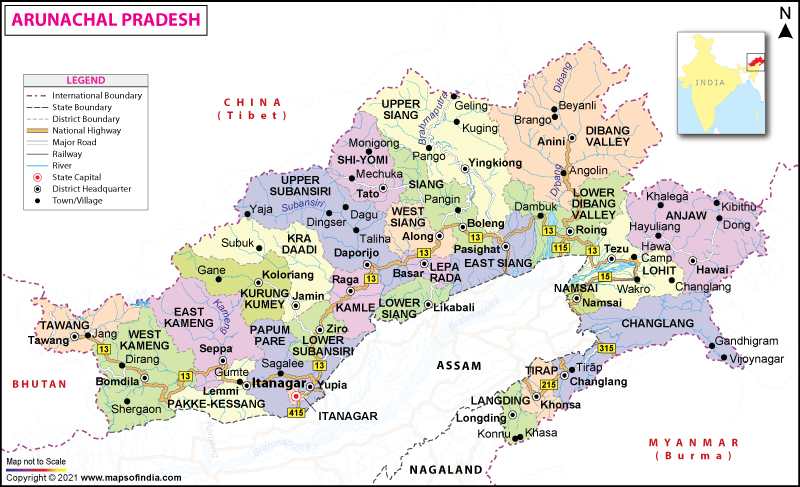 ARUNACHAL PRADESH
N
LEGEND
International Boundary
State Boundary
District Boundary
National Highway
Major Road
Railway
River
State Capital
District Headquarter
Town/Village
INDIA
CHINA
(Tibet)
UPPER
SIANG
Geling
Kuging
Brahmaputra
Dibang
Beyanli
Brango
DIBANG
VALLEY
Anini
Monigong
SHI-YOMI
Mechuka
Tato
Pango
Yingkiong
SIANG
Pangin
Angolin
Dibang
LOWER
DIBANG
VALLEY
Dambuk
Roing
UPPER
SUBANSIRI
Subansiri
Yaja
Dagu
Dingser
Taliha
WEST
SIANG
Along
Boleng
13
Pasighat
EAST SIANG
13
115
13
Khalega
Kibithu
ANJAW
Dong
Hayuliang
Hawa
Camp
Hawai
Tezu
LOHIT
15
Wakro
Changlang
NAMSAI
Namsai
KRA
DAADI
Subuk
Daporijo
13
Basar
LEPA
RADA
13
Gane
Koloriang
KURUNG
KUMEY
Jamin
Raga
KAMLE
LOWER
SIANG
Likabali
TAWANG
Tawang
Jang
13
WEST
KAMENG
Dirang
Bomdila
13
Shergaon
EAST
KAMENG
Kameng
Seppa
PAPUM
PARE
Ziro
LOWER
SUBANSIRI
13
Sagalee
Gumte
Itanagar
Yupia
Lemmi
PAKKE-KESSANG
415
ITANAGAR
BHUTAN
ASSAM
Brahmaputra
CHANGLANG
Gandhigram
Vijoynagar
315
TIRAP
Tirap
215
Changlang
LANGDING
Khonsa
Longding
Konnu
Khasa
NAGALAND
MYANMAR
(Burma)
Map not to Scale
Copyright © 2021 www.mapsofindia.com